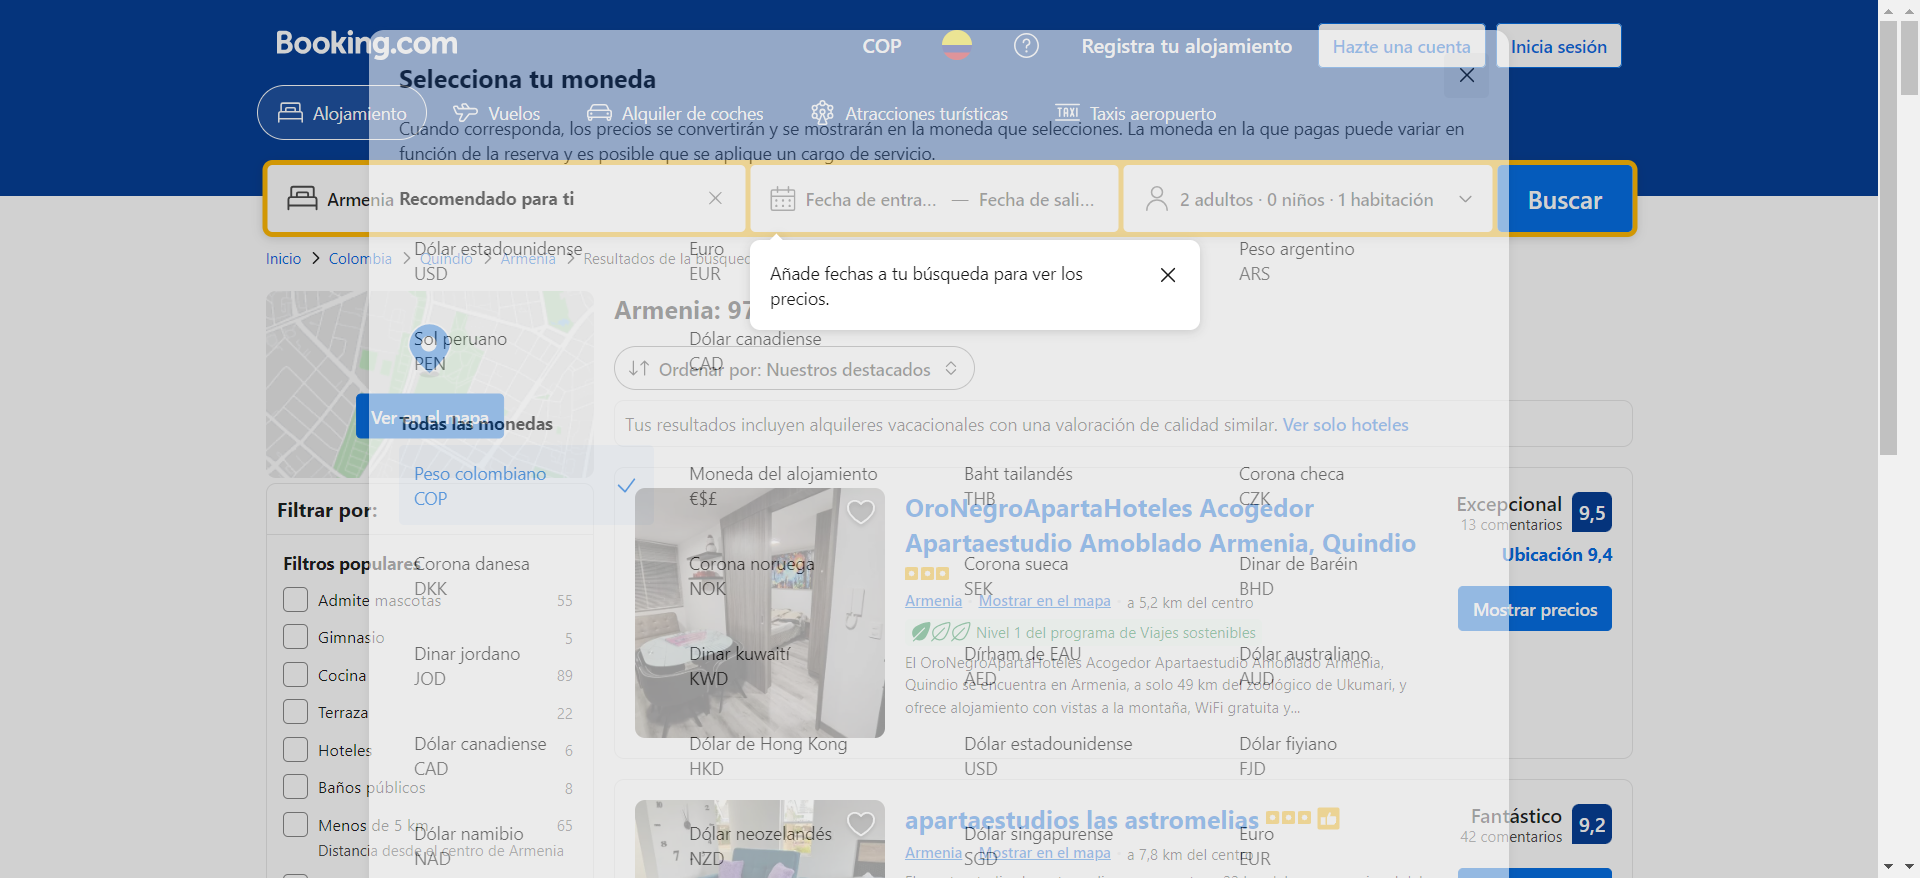 Booking.com
COP
Registra tu alojamiento
Hazte una cuenta
Inicia sesión
Selecciona tu moneda
Alojamiento
Vuelos
Alquiler de coches
Atracciones turísticas
TAXI
Taxis aeropuerto
Cuando corresponda, los precios se convertirán y se mostrarán en la moneda que selecciones. La moneda en la que pagas puede variar en
función de la reserva y es posible que se aplique un cargo de servicio.
Armenia
Recomendado para ti
Fecha de entra... — Fecha de sali...
2 adultos · 0 niños · 1 habitación
Buscar
Dólar estadounidense
USD
Euro
EUR
Peso argentino
ARS
Inicio
Colombia
Quindío
Armenia
Resultados de la búsqued
Añade fechas a tu búsqueda para ver los
precios.
Armenia: 97
Sol peruano
PEN
Dólar canadiense
CAD
Ordenar por: Nuestros destacados
Ver en el mapa
Todas las monedas
Tus resultados incluyen alquileres vacacionales con una valoración de calidad similar. Ver solo hoteles
Peso colombiano
COP
Moneda del alojamiento
€$£
Baht tailandés
THB
Corona checa
CZK
Filtrar por:
OroNegroApartaHoteles Acogedor
Apartaestudio Amoblado Armenia, Quindio
Excepcional
13 comentarios
9,5
Ubicación 9,4
Filtros populares
Corona danesa
DKK
Corona noruega
NOK
Corona sueca
SEK
Dinar de Baréin
BHD
Admite mascotas 55
Armenia · Mostrar en el mapa · a 5,2 km del centro
Mostrar precios
Gimnasio 5
Nivel 1 del programa de Viajes sostenibles
Dinar jordano
JOD
Dinar kuwaití
KWD
Dírham de EAU
AED
Dólar australiano
AUD
El OroNegroApartaHoteles Acogedor Apartaestudio Amoblado Armenia,
Quindio se encuentra en Armenia, a solo 49 km del zoológico de Ukumari, y
ofrece alojamiento con vistas a la montaña, WiFi gratuita y...
Cocina 89
Terraza 22
Hoteles 6
Dólar canadiense
CAD
Dólar de Hong Kong
HKD
Dólar estadounidense
USD
Dólar fiyiano
FJD
Baños públicos 8
Menos de 5 km 65
Distancia desde el centro de Armenia
apartaestudios las astromelias
Fantástico
42 comentarios
9,2
Dólar namibio
NAD
Dólar neozelandés
NZD
Dólar singapurense
SGD
Euro
EUR
Armenia · Mostrar en el mapa · a 7,8 km del centro